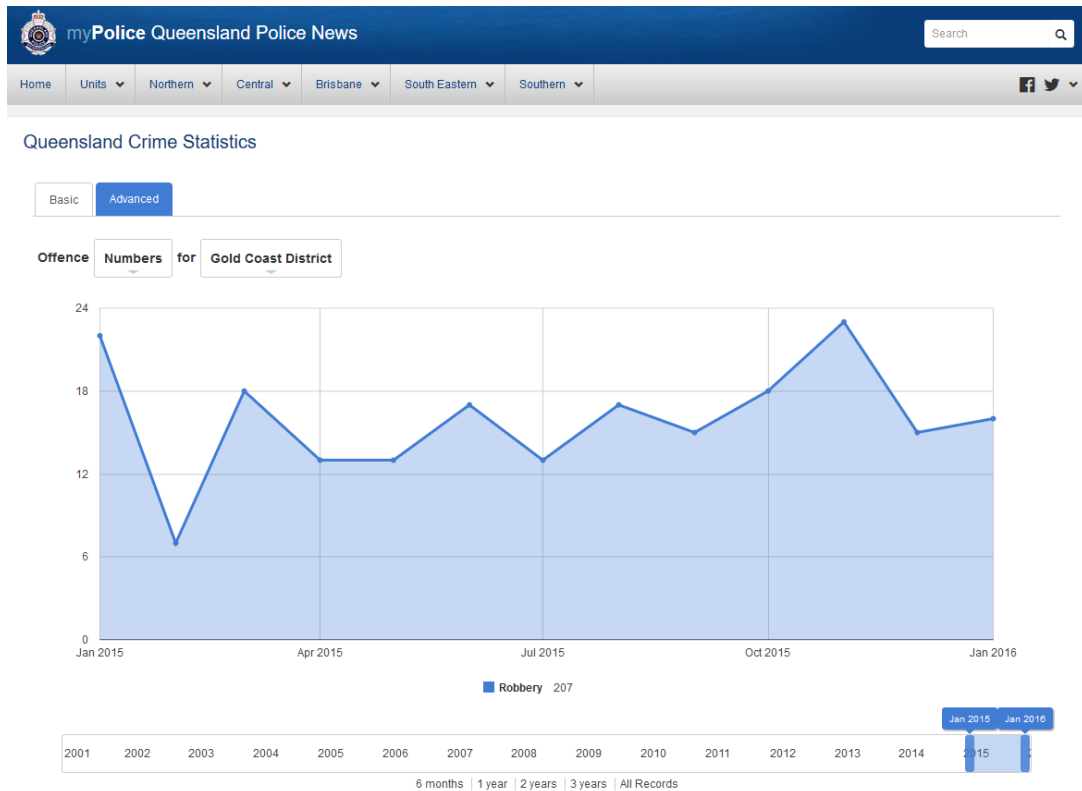 myPolice Queensland Police News
Search
Home Units Northern Central Brisbane South Eastern Southern
Queensland Crime Statistics
Basic Advanced
Offence Numbers for Gold Coast District
24
18
12
6
0
Jan 2015 Apr 2015 Jul 2015 Oct 2015 Jan 2016
Robbery 207
Jan 2015 Jan 2016
2001 2002 2003 2004 2005 2006 2007 2008 2009 2010 2011 2012 2013 2014 2015
6 months 1 year 2 years 3 years All Records